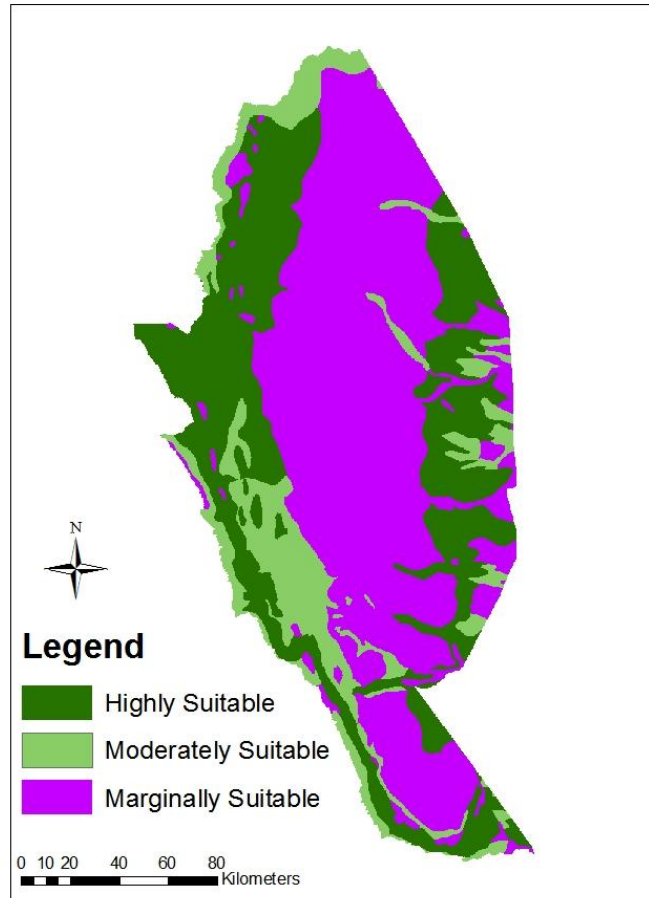 N
Legend
Highly Suitable
Moderately Suitable
Marginally Suitable
0 10 20 40 60 80
Kilometers